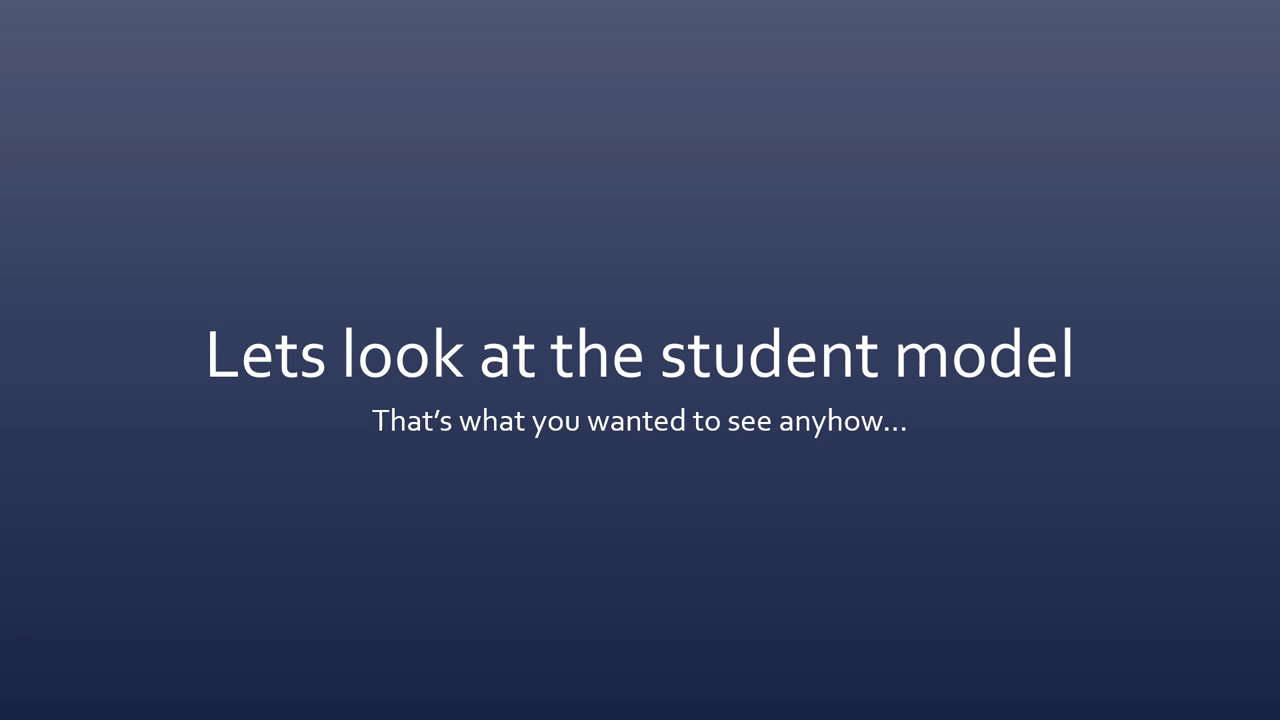 Lets look at the student model
That’s what you wanted to see anyhow…